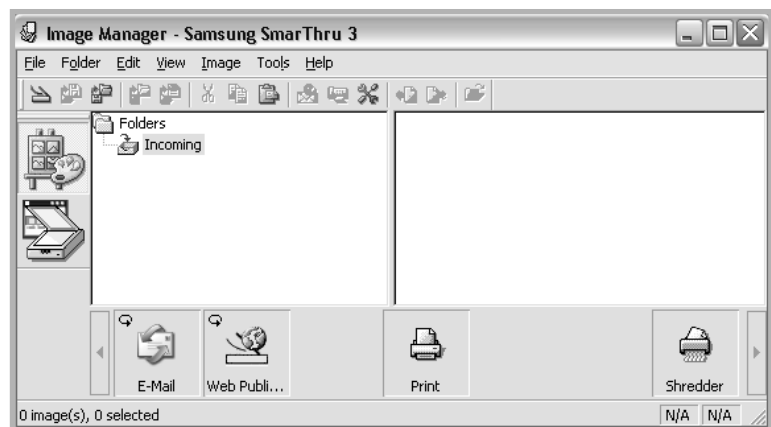 Image Manager - Samsung SmarThru 3
File Folder Edit View Image Tools Help
Folders
Incoming
E-Mail Web Publi... Print Shredder
0 image(s), 0 selected N/A N/A